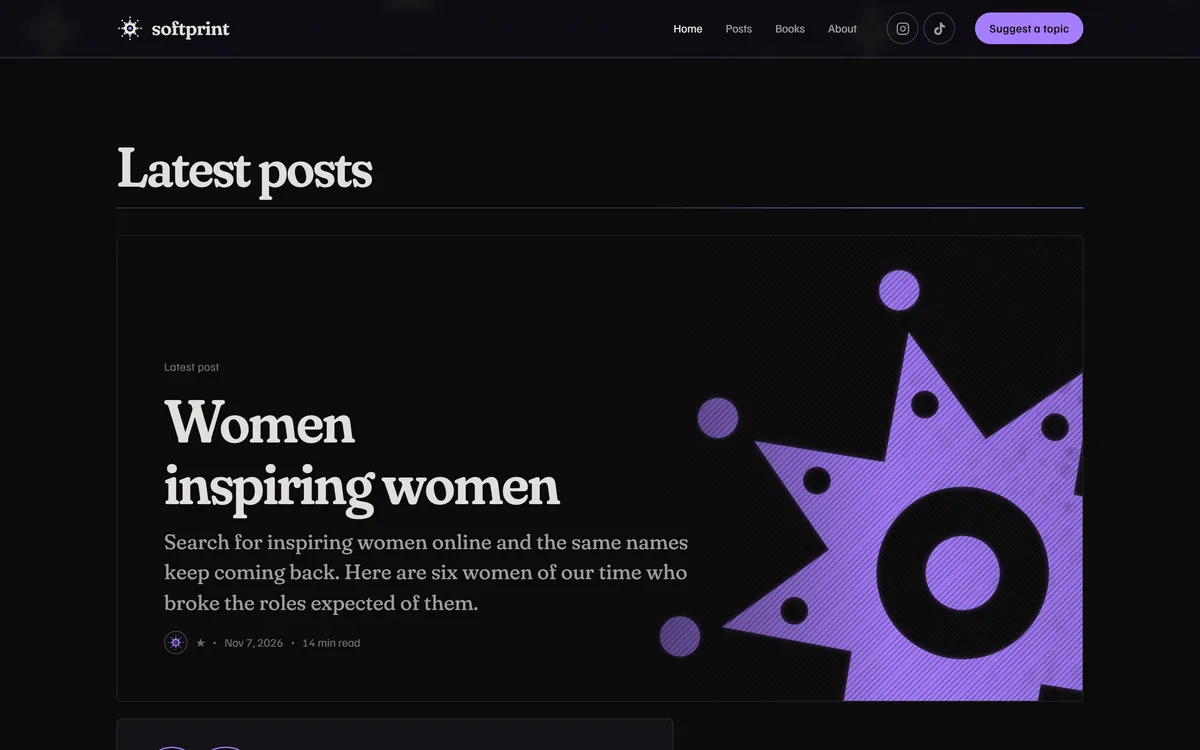 softprint
Home Posts Books About Suggest a topic
Latest posts
Latest post
Women
inspiring women
Search for inspiring women online and the same names
keep coming back. Here are six women of our time who
broke the roles expected of them.
★ • Nov 7, 2026 • 14 min read